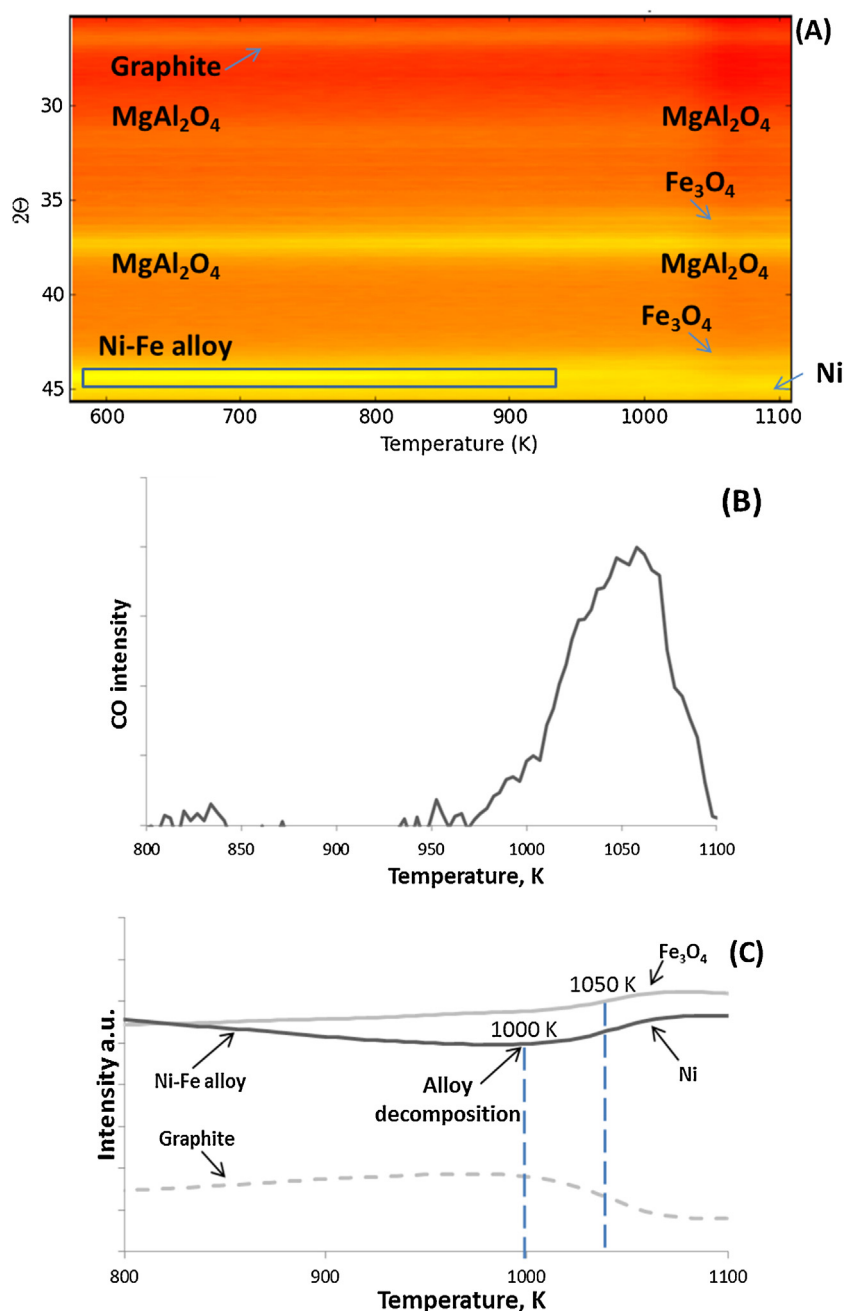 (A)
Graphite
30
MgAl₂O₄
MgAl₂O₄
Fe₃O₄
35
2Θ
MgAl₂O₄
MgAl₂O₄
40
Fe₃O₄
Ni-Fe alloy
Ni
45
600 700 800 900 1000 1100
Temperature (K)
(B)
CO intensity
800 850 900 950 1000 1050 1100
Temperature, K
(C)
Fe₃O₄
1050 K
1000 K
Ni-Fe alloy
Alloy
decomposition
Ni
Intensity a.u.
Graphite
800 900 1000 1100
Temperature, K